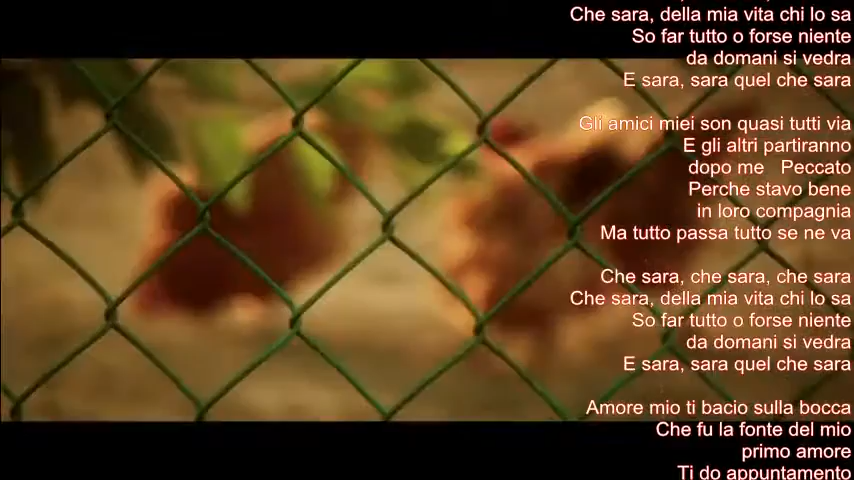 Che sara, della mia vita chi lo sa
So far tutto o forse niente
da domani si vedra
E sara, sara quel che sara
Gli amici miei son quasi tutti via
E gli altri partiranno
dopo me Peccato
Perche stavo bene
in loro compagnia
Ma tutto passa tutto se ne va
Che sara, che sara, che sara
Che sara, della mia vita chi lo sa
So far tutto o forse niente
da domani si vedra
E sara, sara quel che sara
Amore mio ti bacio sulla bocca
Che fu la fonte del mio
primo amore
Ti do appuntamento